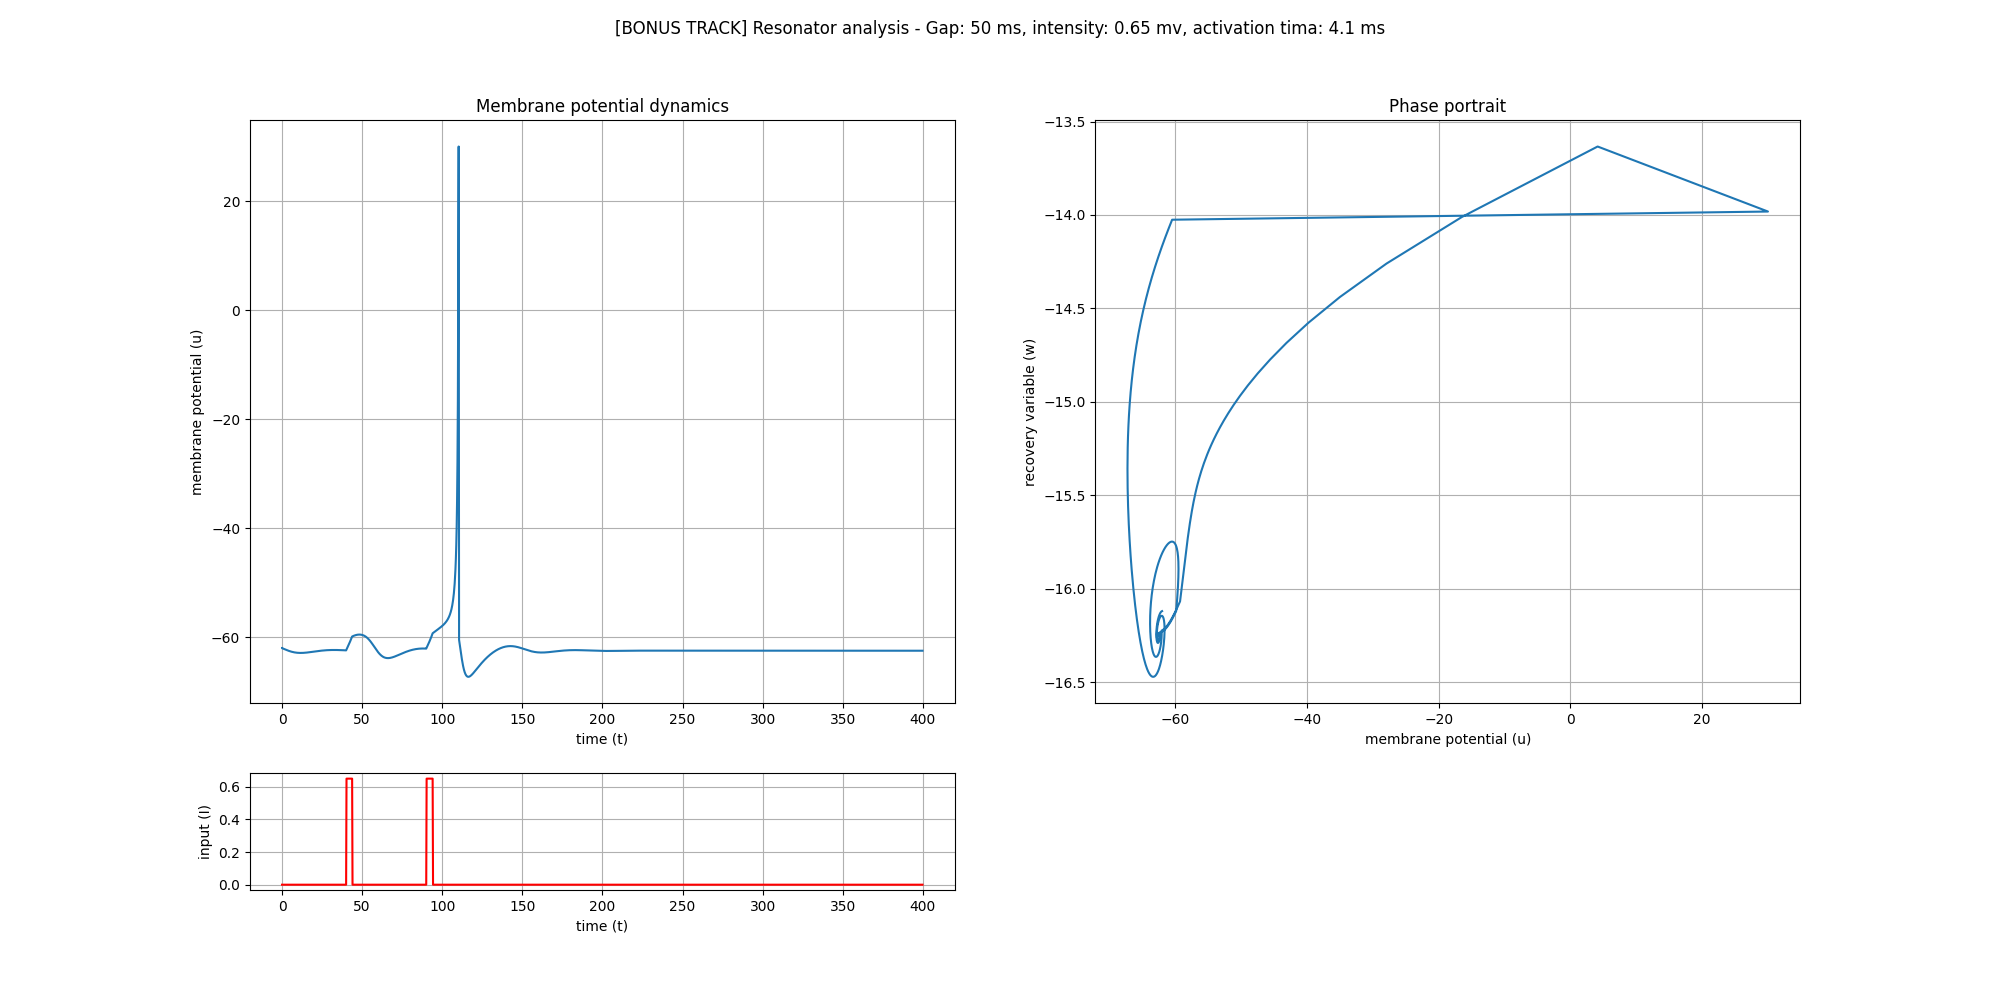 [BONUS TRACK] Resonator analysis - Gap: 50 ms, intensity: 0.65 mv, activation tima: 4.1 ms
Membrane potential dynamics
membrane potential (u)
20
0
−20
−40
−60
0 50 100 150 200 250 300 350 400
time (t)
Phase portrait
recovery variable (w)
−13.5
−14.0
−14.5
−15.0
−15.5
−16.0
−16.5
−60 −40 −20 0 20
membrane potential (u)
input (I)
0.6
0.4
0.2
0.0
0 50 100 150 200 250 300 350 400
time (t)